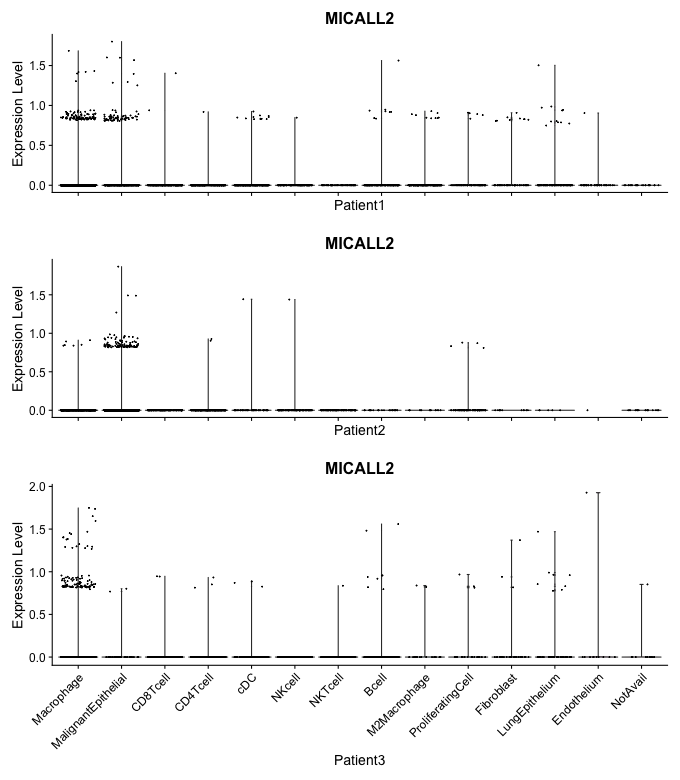 MICALL2
Expression Level
1.5
1.0
0.5
0.0
Patient1
MICALL2
Expression Level
1.5
1.0
0.5
0.0
Patient2
MICALL2
Expression Level
2.0
1.5
1.0
0.5
0.0
Macrophage
MalignantEpithelial
CD8Tcell
CD4Tcell
cDC
NKcell
NKTcell
Bcell
M2Macrophage
ProliferatingCell
Fibroblast
LungEpithelium
Endothelium
NotAvail
Patient3